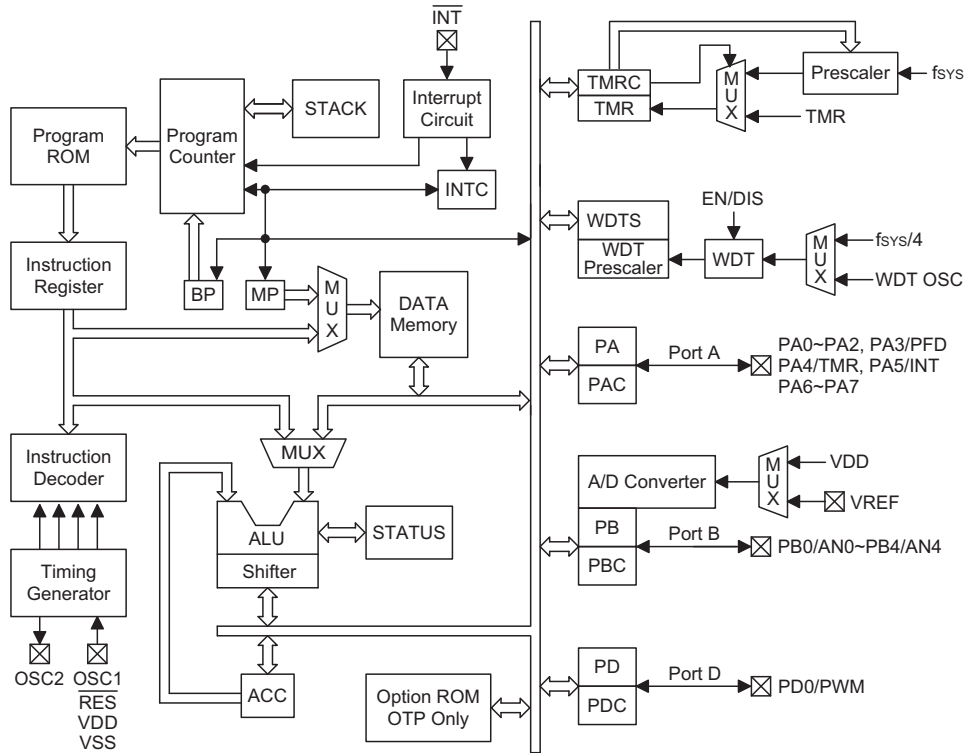 INT
STACK
Interrupt
Circuit
Program
ROM
Program
Counter
INTC
Instruction
Register
BP
MP
MUX
DATA
Memory
MUX
Instruction
Decoder
ALU
Shifter
STATUS
Timing
Generator
OSC2
OSC1
RES
VDD
VSS
ACC
Option ROM
OTP Only
TMRC
TMR
MUX
Prescaler
fSYS
TMR
WDTS
WDT
Prescaler
EN/DIS
WDT
MUX
fSYS/4
WDT OSC
PA
PAC
Port A
PA0~PA2, PA3/PFD
PA4/TMR, PA5/INT
PA6~PA7
A/D Converter
MUX
VDD
VREF
PB
PBC
Port B
PB0/AN0~PB4/AN4
PD
PDC
Port D
PD0/PWM